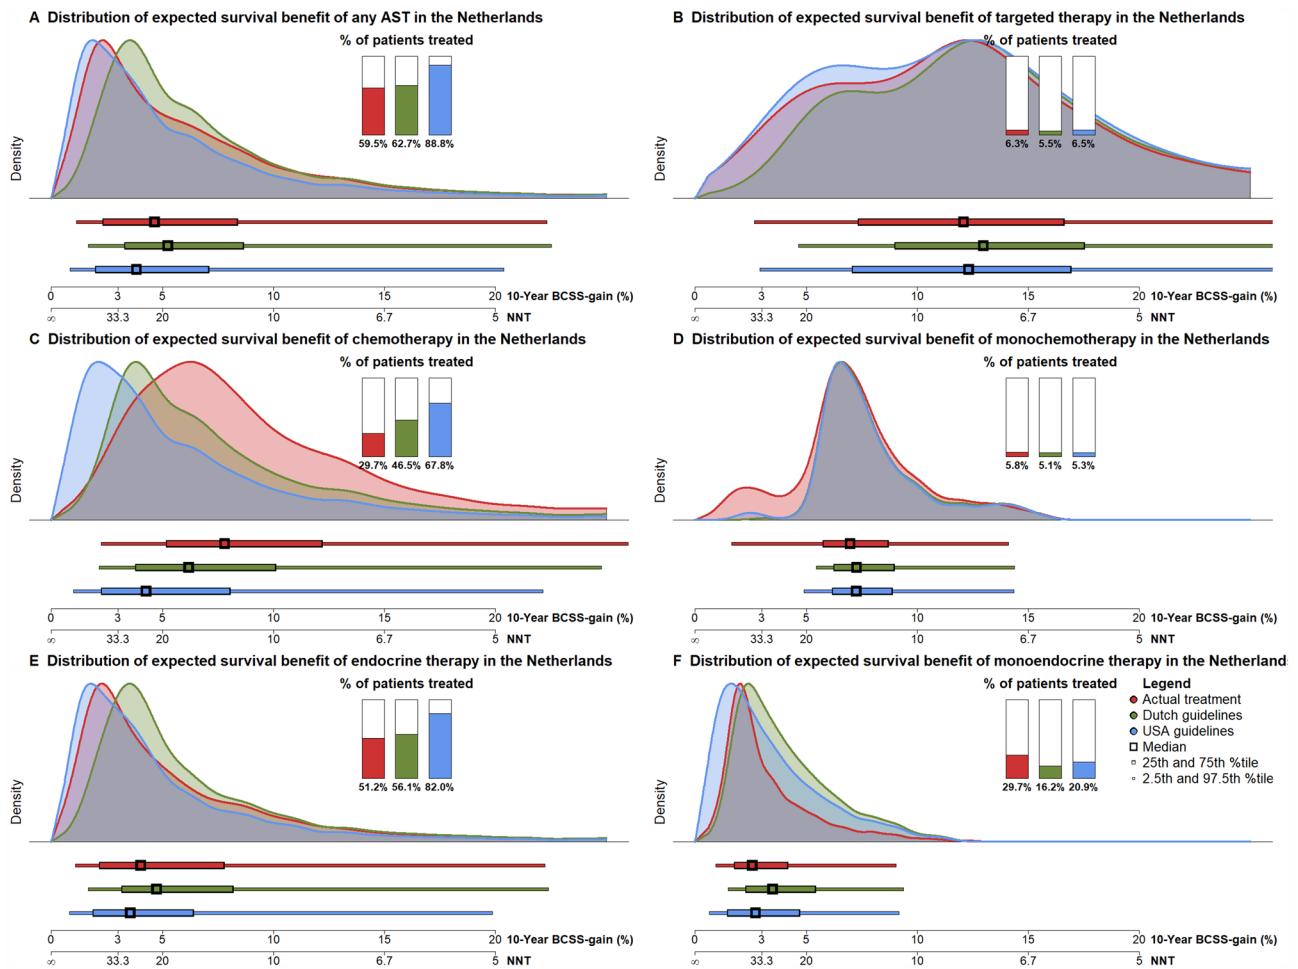 A Distribution of expected survival benefit of any AST in the Netherlands
% of patients treated
59.5% 62.7% 88.8%
Density
0 3 5 10 15 20 10-Year BCSS-gain (%)
∞ 33.3 20 10 6.7 5 NNT
B Distribution of expected survival benefit of targeted therapy in the Netherlands
% of patients treated
6.3% 5.5% 6.5%
Density
0 3 5 10 15 20 10-Year BCSS-gain (%)
∞ 33.3 20 10 6.7 5 NNT
C Distribution of expected survival benefit of chemotherapy in the Netherlands
% of patients treated
29.7% 46.5% 67.8%
Density
0 3 5 10 15 20 10-Year BCSS-gain (%)
∞ 33.3 20 10 6.7 5 NNT
D Distribution of expected survival benefit of monochemotherapy in the Netherlands
% of patients treated
5.8% 5.1% 5.3%
Density
0 3 5 10 15 20 10-Year BCSS-gain (%)
∞ 33.3 20 10 6.7 5 NNT
E Distribution of expected survival benefit of endocrine therapy in the Netherlands
% of patients treated
51.2% 56.1% 82.0%
Density
0 3 5 10 15 20 10-Year BCSS-gain (%)
∞ 33.3 20 10 6.7 5 NNT
F Distribution of expected survival benefit of monoendocrine therapy in the Netherland
% of patients treated
29.7% 16.2% 20.9%
Legend
Actual treatment
Dutch guidelines
USA guidelines
Median
25th and 75th %tile
2.5th and 97.5th %tile
Density
0 3 5 10 15 20 10-Year BCSS-gain (%)
∞ 33.3 20 10 6.7 5 NNT